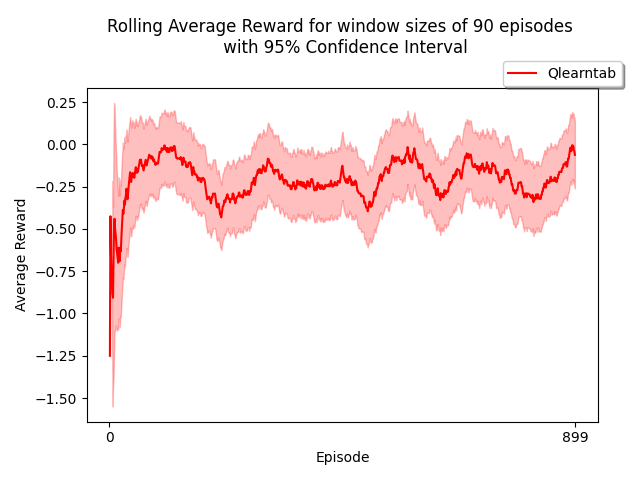 Rolling Average Reward for window sizes of 90 episodes
with 95% Confidence Interval
Qlearntab
0.25
0.00
−0.25
−0.50
−0.75
−1.00
−1.25
−1.50
Average Reward
0
899
Episode